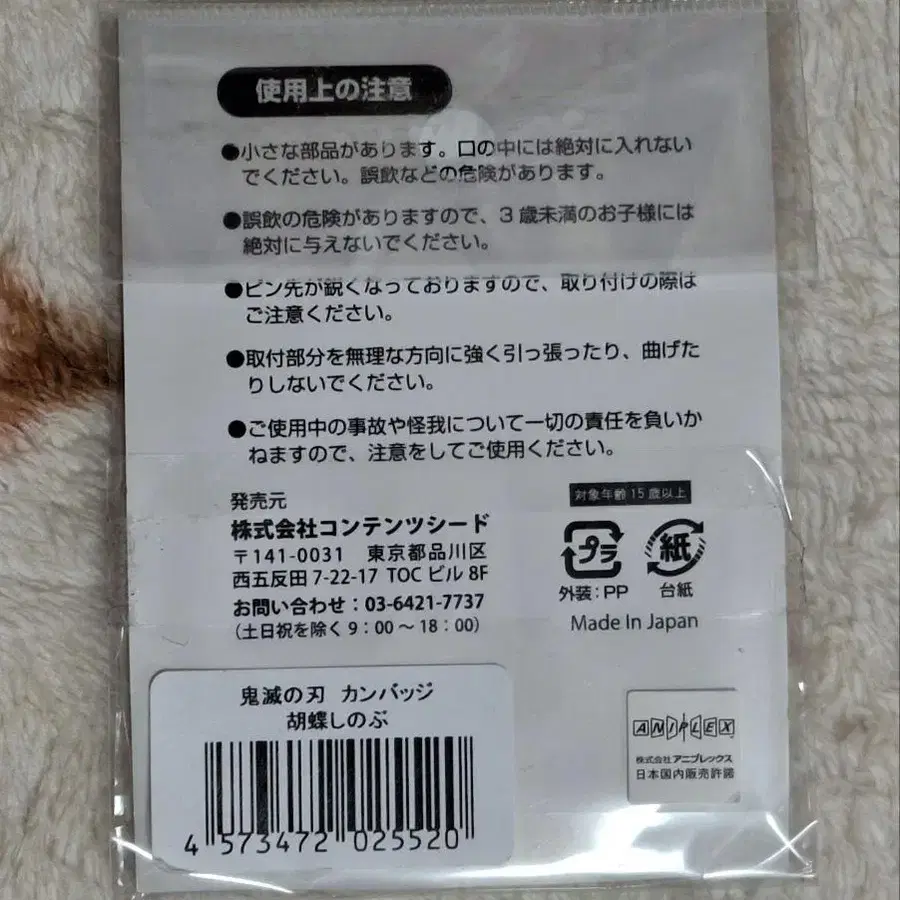 使用上の注意
●小さな部品があります。口の中には絶対に入れない
でください。誤飲などの危険があります。
●誤飲の危険がありますので、3歳未満のお子様には
絶対に与えないでください。
●ピン先が鋭くなっておりますので、取り付けの際は
ご注意ください。
●取付部分を無理な方向に強く引っ張ったり、曲げた
りしないでください。
●ご使用中の事故や怪我について一切の責任を負いか
ねますので、注意をしてご使用ください。
対象年齢15歳以上
発売元
株式会社コンテンツシード
〒141-0031 東京都品川区
西五反田 7-22-17 TOC ビル 8F
お問い合わせ:03-6421-7737
(土日祝を除く 9:00~18:00)
プラ
紙
外装:PP
台紙
Made In Japan
鬼滅の刃 カンバッジ
胡蝶しのぶ
4 573472 025520
ANIPLEX
株式会社 アニプレックス
日本国内販売許諾